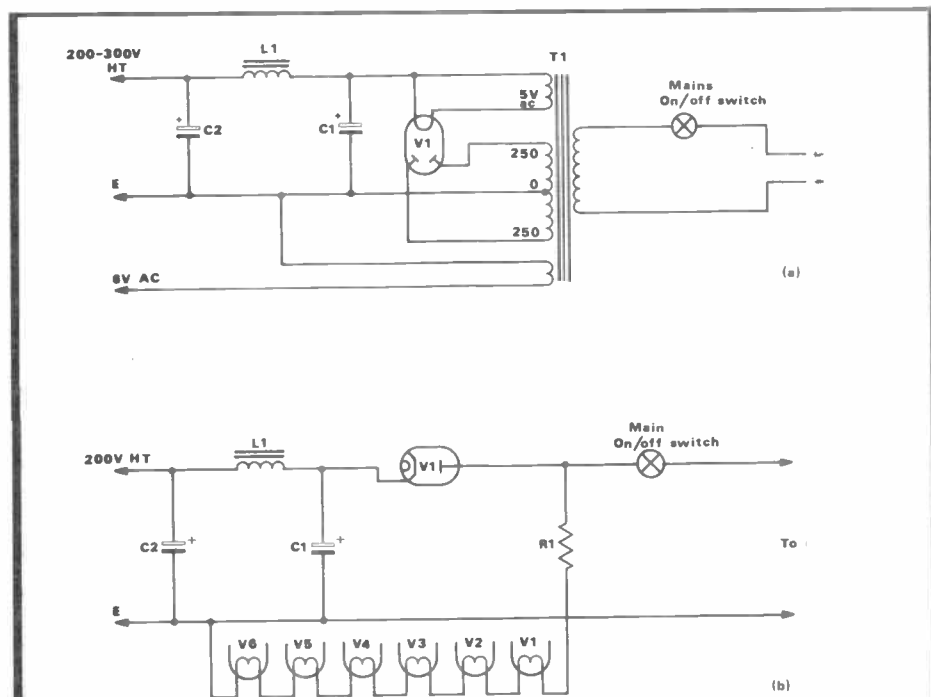 200-300V
HT
L1
T1
Mains
On/off switch
5V
ac
+
C2
+
C1
V1
250
E
0
250
6V AC
(a)
L1
Main
On/off switch
200V HT
V1
C2
+
C1
+
R1
To
E
V6
V5
V4
V3
V2
V1
(b)